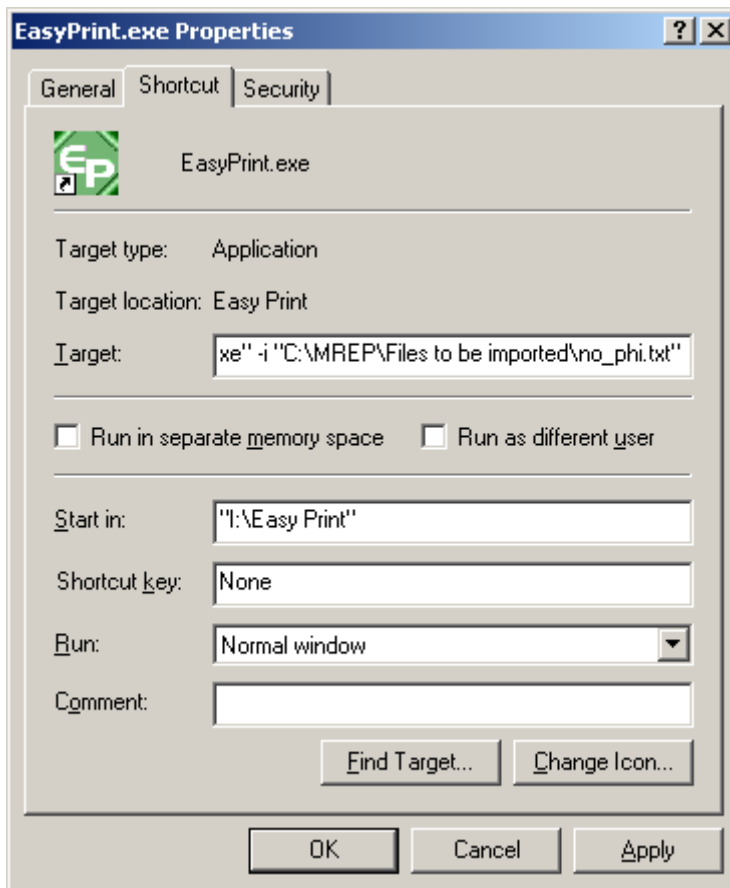 EasyPrint.exe Properties
General Shortcut Security
EP
EasyPrint.exe
Target type: Application
Target location: Easy Print
Target: xe" -i "C:\MREP\Files to be imported\no_phi.txt"
Run in separate memory space Run as different user
Start in: "I:\Easy Print"
Shortcut key: None
Run: Normal window
Comment:
Find Target... Change Icon...
OK Cancel Apply